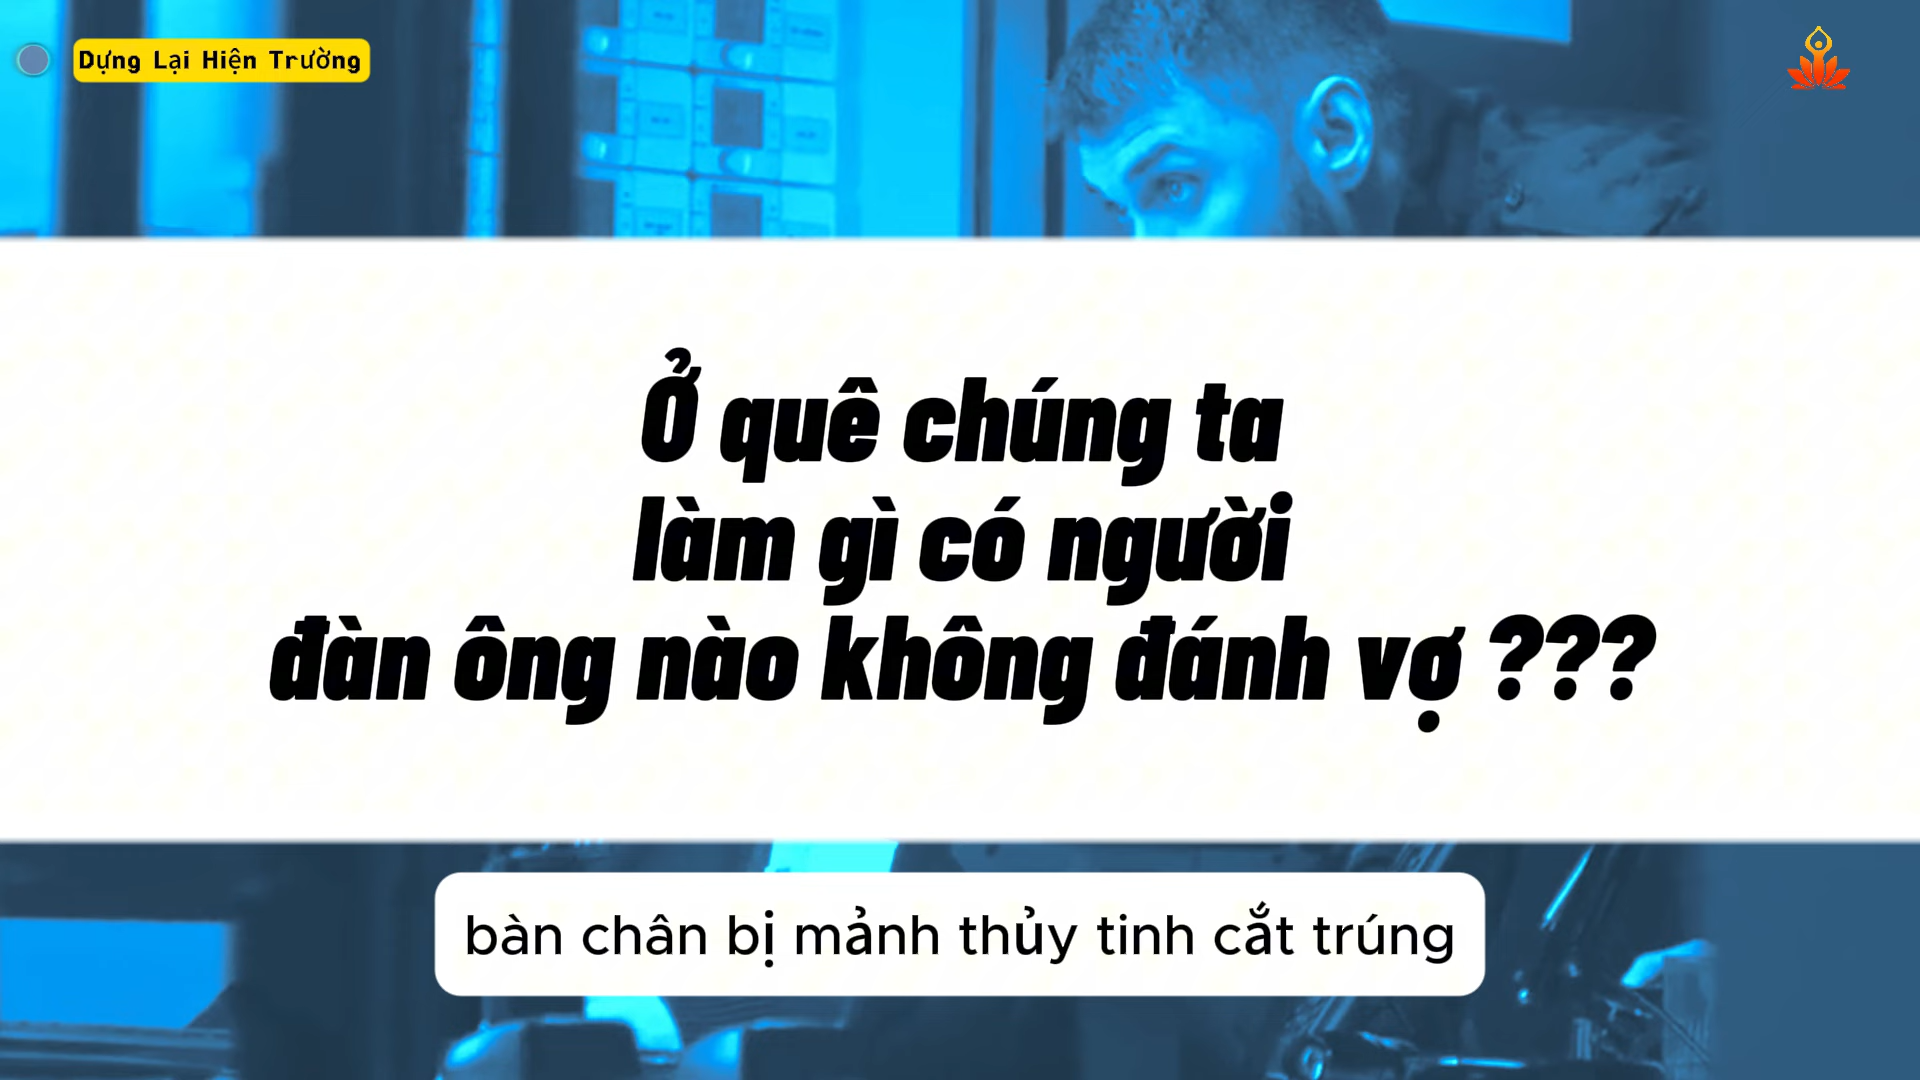 Dựng Lại Hiện Trường
Ở quê chúng ta
làm gì có người
đàn ông nào không đánh vợ ???
bàn chân bị mảnh thủy tinh cắt trúng